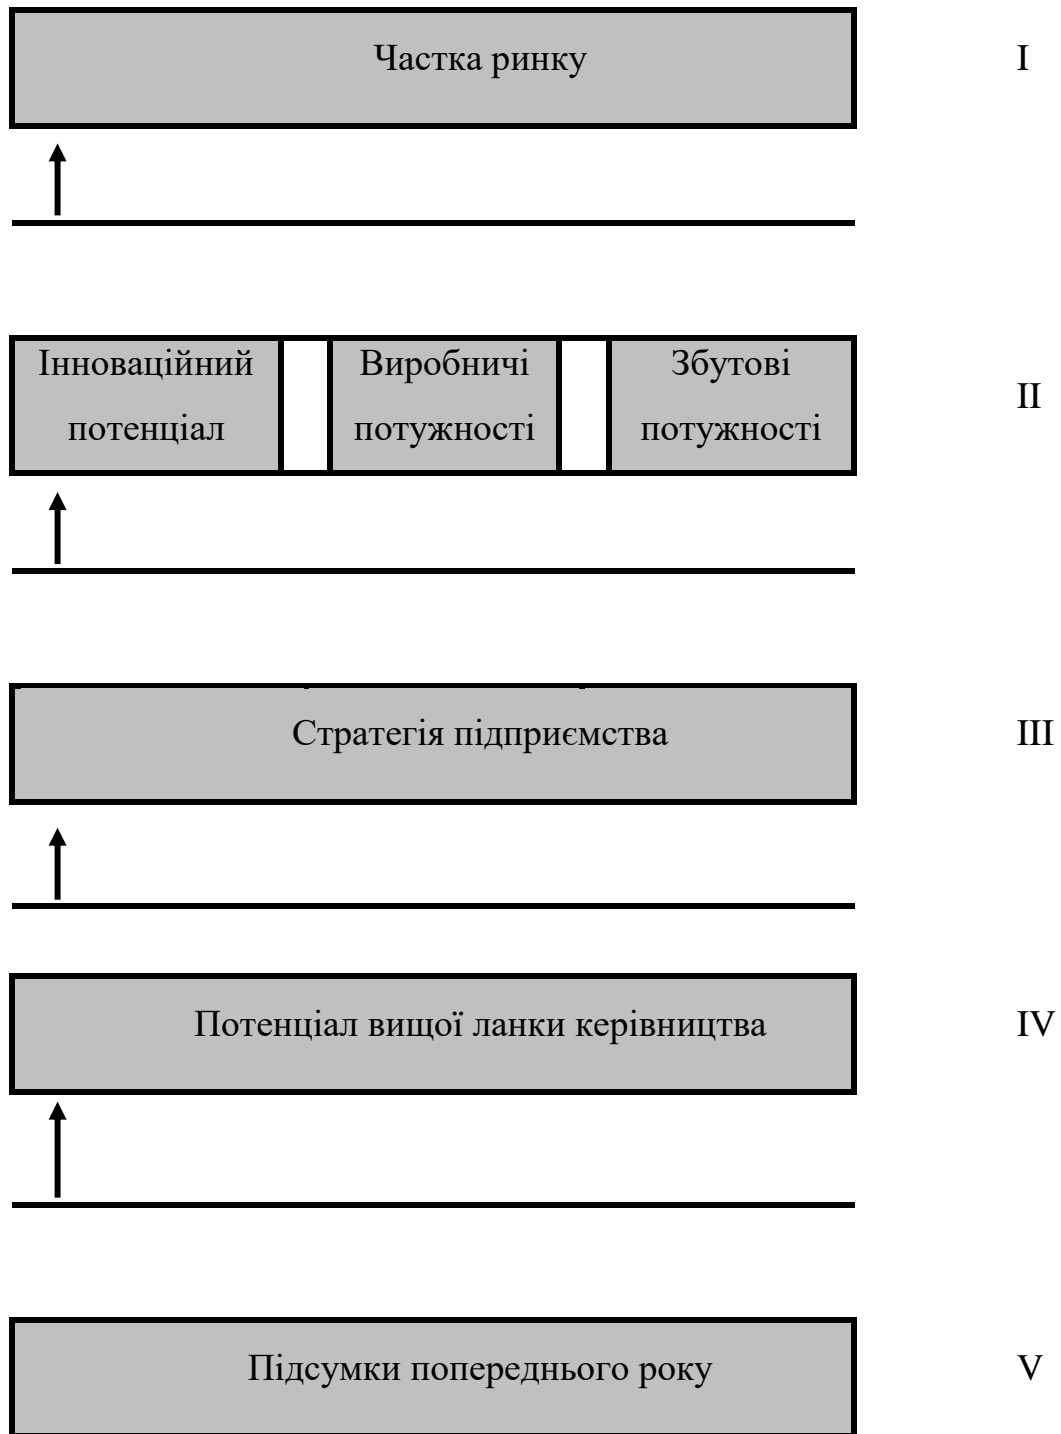 Частка ринку
I
Інноваційний
потенціал
Виробничі
потужності
Збутові
потужності
II
Стратегія підприємства
III
Потенціал вищої ланки керівництва
IV
Підсумки попереднього року
V